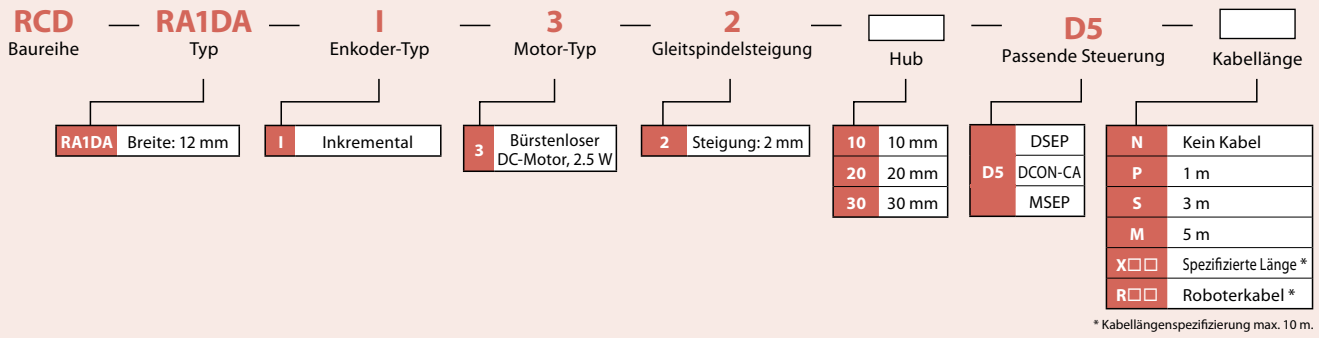 RCD — RA1DA — I — 3 — 2 — — D5 —
Baureihe Typ Enkoder-Typ Motor-Typ Gleitspindelsteigung Hub Passende Steuerung Kabellänge
RA1DA Breite: 12 mm
I Inkremental
3 Bürstenloser
DC-Motor, 2.5 W
2 Steigung: 2 mm
10 10 mm
20 20 mm
30 30 mm
D5 DSEP
DCON-CA
MSEP
N Kein Kabel
P 1 m
S 3 m
M 5 m
X□□ Spezifizierte Länge *
R□□ Roboterkabel *
* Kabellängenspezifizierung max. 10 m.